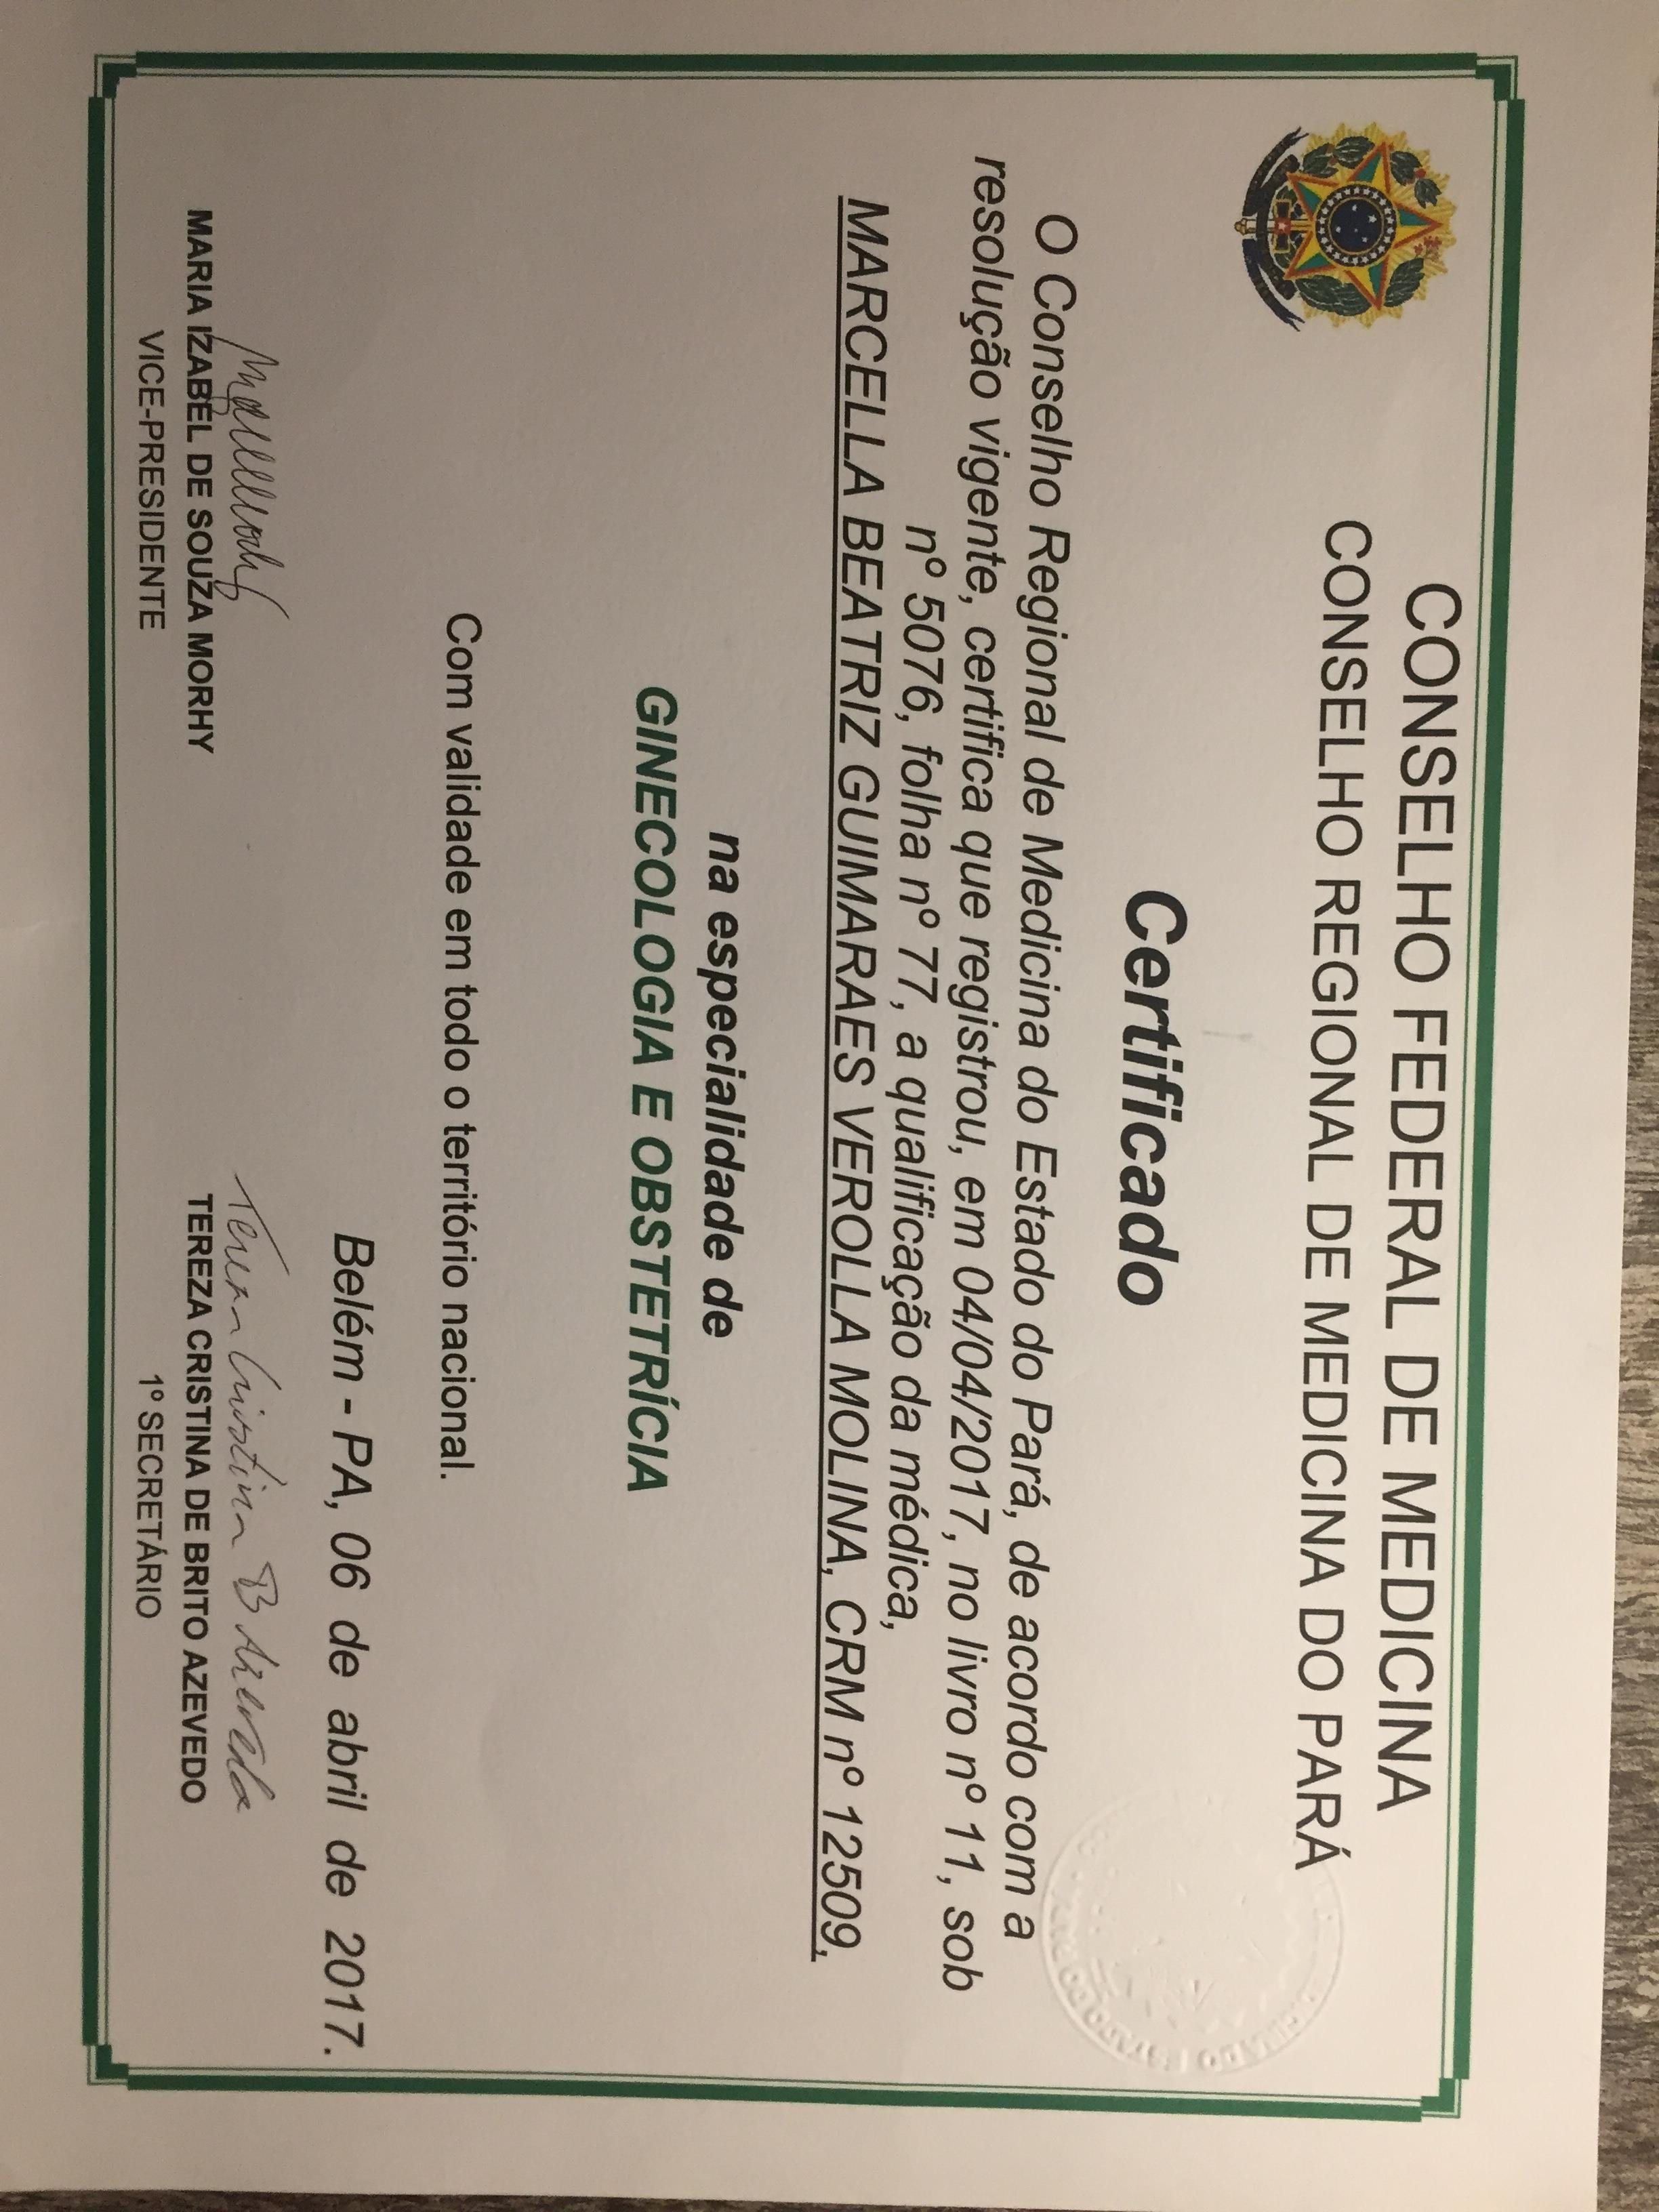 CONSELHO FEDERAL DE MEDICINA
CONSELHO REGIONAL DE MEDICINA DO PARÁ
Certificado
O Conselho Regional de Medicina do Estado do Pará, de acordo com a
resolução vigente, certifica que registrou, em 04/04/2017, no livro nº 11, sob
nº 5076, folha nº 77, a qualificação da médica,
MARCELLA BEATRIZ GUIMARAES VEROLLA MOLINA, CRM nº 12509,
na especialidade de
GINECOLOGIA E OBSTETRÍCIA
Com validade em todo o território nacional.
Belém - PA, 06 de abril de 2017.
Tereza Cristina B Azevedo
MARIA IZABEL DE SOUZA MORHY
VICE-PRESIDENTE
TEREZA CRISTINA DE BRITO AZEVEDO
1º SECRETÁRIO